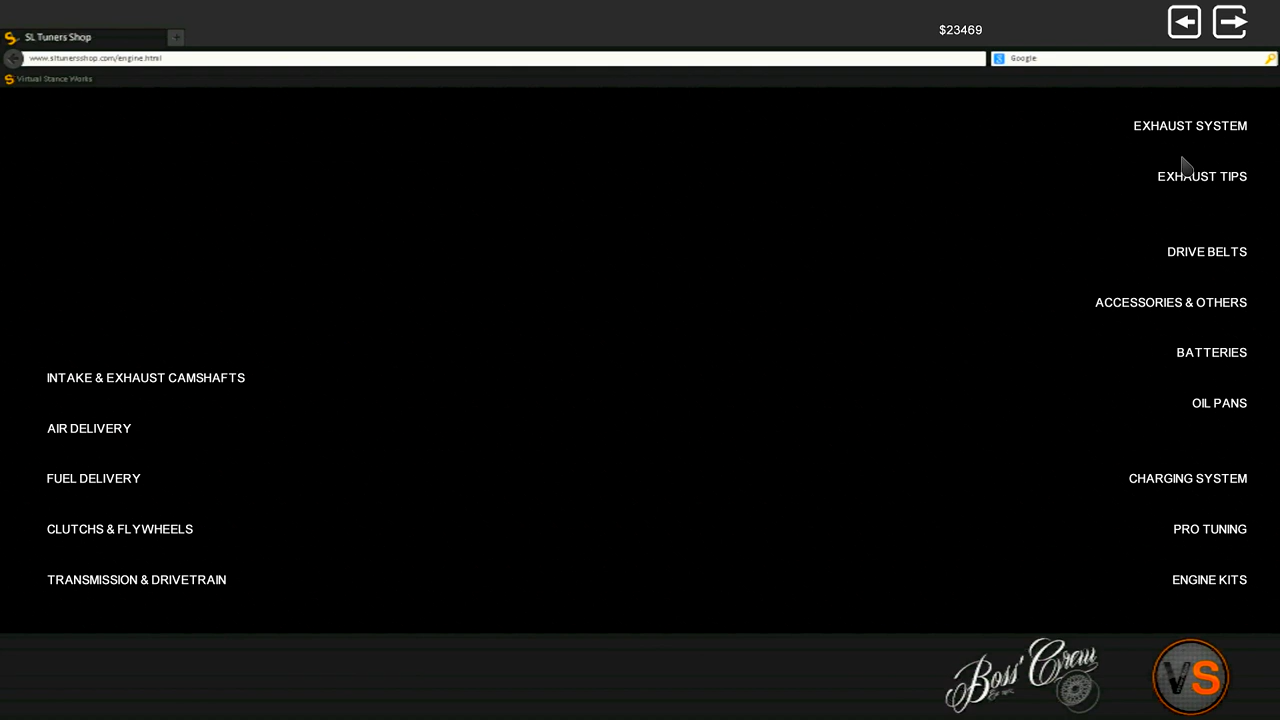 SL Tuners Shop
+
$23469
www.sltunersshop.com/engine.html
Google
Virtual Stance Works
EXHAUST SYSTEM
EXHAUST TIPS
DRIVE BELTS
ACCESSORIES & OTHERS
BATTERIES
OIL PANS
CHARGING SYSTEM
PRO TUNING
ENGINE KITS
INTAKE & EXHAUST CAMSHAFTS
AIR DELIVERY
FUEL DELIVERY
CLUTCHS & FLYWHEELS
TRANSMISSION & DRIVETRAIN
Boss' Crew
VS